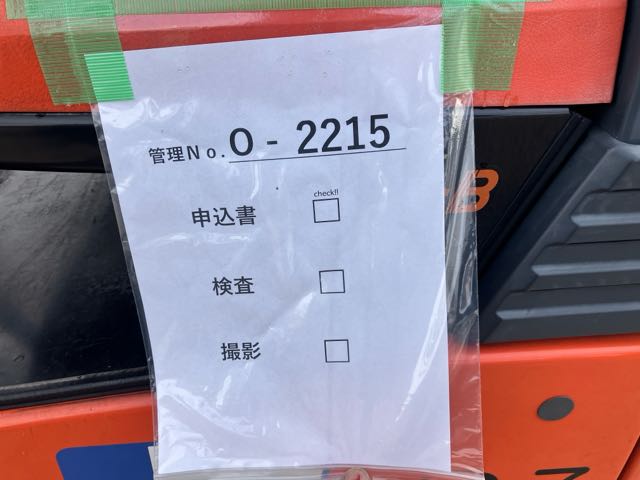 管理No. O - 2215
check!!
申込書
検査
撮影
B